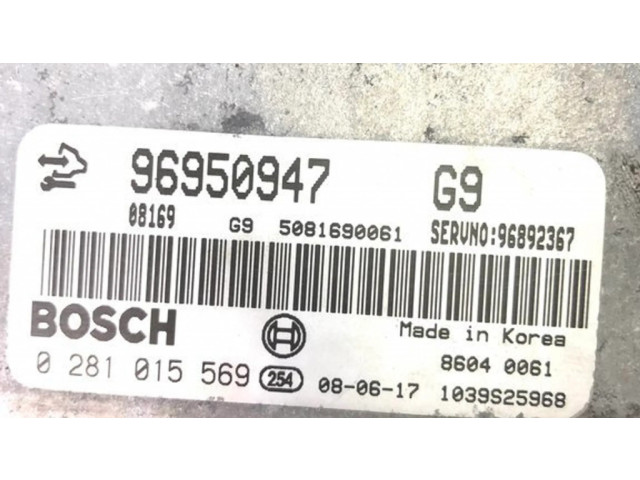 96950947 G9
08169 G9 5081690061 SERVNO:96892367
BOSCH Made in Korea
8604 0061
0 281 015 569 254 08-06-17 1039S25968